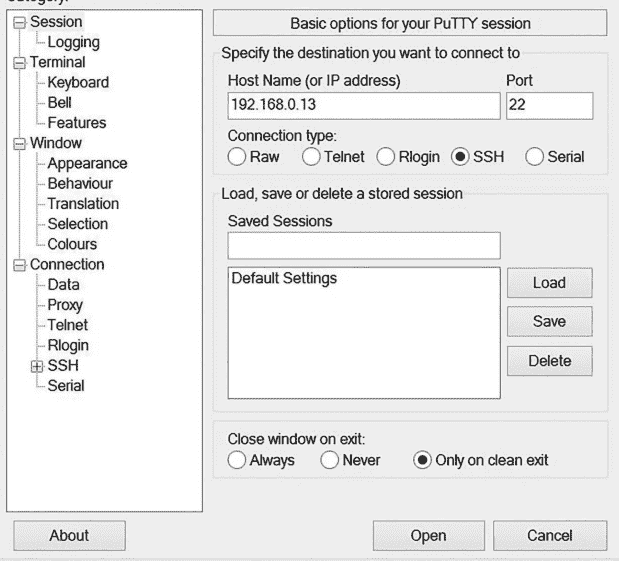 Category:
Session
Logging
Terminal
Keyboard
Bell
Features
Window
Appearance
Behaviour
Translation
Selection
Colours
Connection
Data
Proxy
Telnet
Rlogin
SSH
Serial
Basic options for your PuTTY session
Specify the destination you want to connect to
Host Name (or IP address) Port
192.168.0.13 22
Connection type:
Raw Telnet Rlogin SSH Serial
Load, save or delete a stored session
Saved Sessions
Default Settings
Load
Save
Delete
Close window on exit:
Always Never Only on clean exit
About Open Cancel